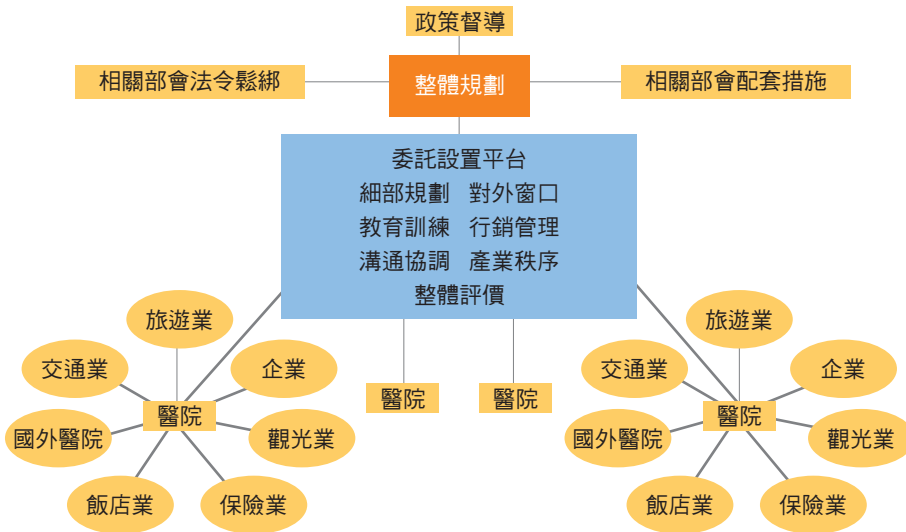 政策督導
相關部會法令鬆綁
整體規劃
相關部會配套措施
委託設置平台
細部規劃 對外窗口
教育訓練 行銷管理
溝通協調 產業秩序
整體評價
旅遊業
交通業
企業
醫院
國外醫院
觀光業
飯店業
保險業
醫院
醫院
旅遊業
交通業
企業
醫院
國外醫院
觀光業
飯店業
保險業